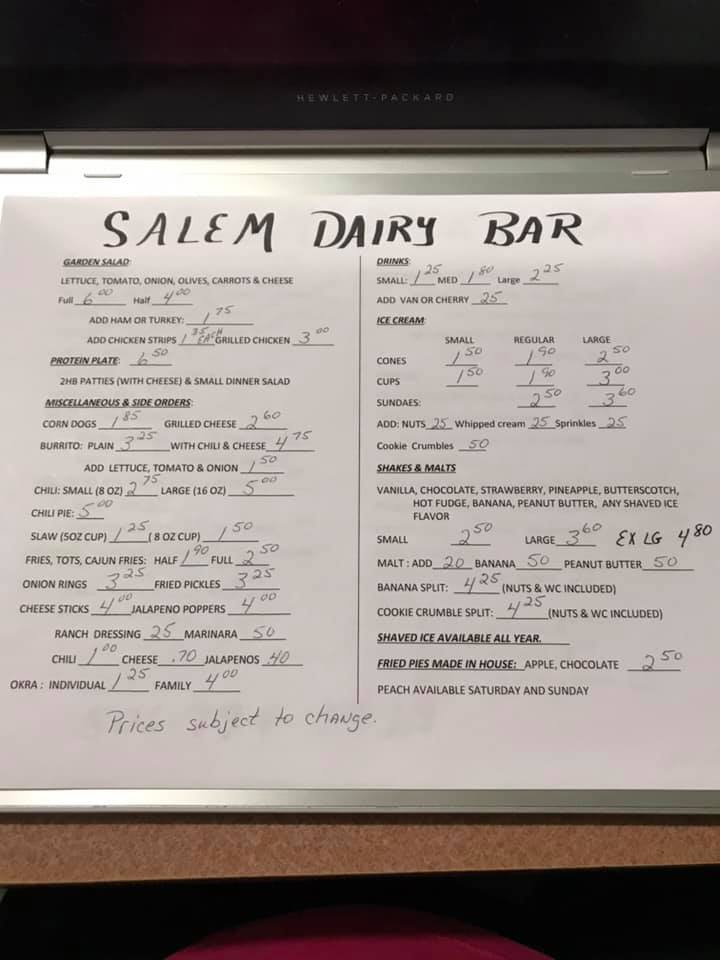 HEWLETT-PACKARD
SALEM DAIRY BAR
GARDEN SALAD:
LETTUCE, TOMATO, ONION, OLIVES, CARROTS & CHEESE
Full 6 00 Half 4 00
ADD HAM OR TURKEY: 1 75
ADD CHICKEN STRIPS 1 35 EACH GRILLED CHICKEN 3 00
PROTEIN PLATE: 6 50
2HB PATTIES (WITH CHEESE) & SMALL DINNER SALAD
MISCELLANEOUS & SIDE ORDERS:
CORN DOGS 1 85 GRILLED CHEESE 2 60
BURRITO: PLAIN 3 25 WITH CHILI & CHEESE 4 75
ADD LETTUCE, TOMATO & ONION 1 50
CHILI: SMALL (8 OZ) 2 75 LARGE (16 OZ) 5 00
CHILI PIE: 5 00
SLAW (5OZ CUP) 1 25 ( 8 OZ CUP) 1 50
FRIES, TOTS, CAJUN FRIES: HALF 1 90 FULL 2 50
ONION RINGS 3 25 FRIED PICKLES 3 25
CHEESE STICKS 4 00 JALAPENO POPPERS 4 00
RANCH DRESSING 25 MARINARA 50
CHILI 1 00 CHEESE .70 JALAPENOS .40
OKRA : INDIVIDUAL 1 25 FAMILY 4 00
Prices subject to change.
DRINKS:
SMALL: 1 25 MED 1 80 Large 2 25
ADD VAN OR CHERRY 25
ICE CREAM:
SMALL REGULAR LARGE
CONES 1 50 1 90 2 50
CUPS 1 50 1 90 3 00
SUNDAES: 2 50 3 60
ADD: NUTS 25 Whipped cream 25 Sprinkles 25
Cookie Crumbles 50
SHAKES & MALTS
VANILLA, CHOCOLATE, STRAWBERRY, PINEAPPLE, BUTTERSCOTCH,
HOT FUDGE, BANANA, PEANUT BUTTER, ANY SHAVED ICE
FLAVOR
SMALL 2 50 LARGE 3 60 EX LG 4 80
MALT : ADD 20 BANANA 50 PEANUT BUTTER 50
BANANA SPLIT: 4 25 (NUTS & WC INCLUDED)
COOKIE CRUMBLE SPLIT: 4 25 (NUTS & WC INCLUDED)
SHAVED ICE AVAILABLE ALL YEAR.
FRIED PIES MADE IN HOUSE: APPLE, CHOCOLATE 2 50
PEACH AVAILABLE SATURDAY AND SUNDAY